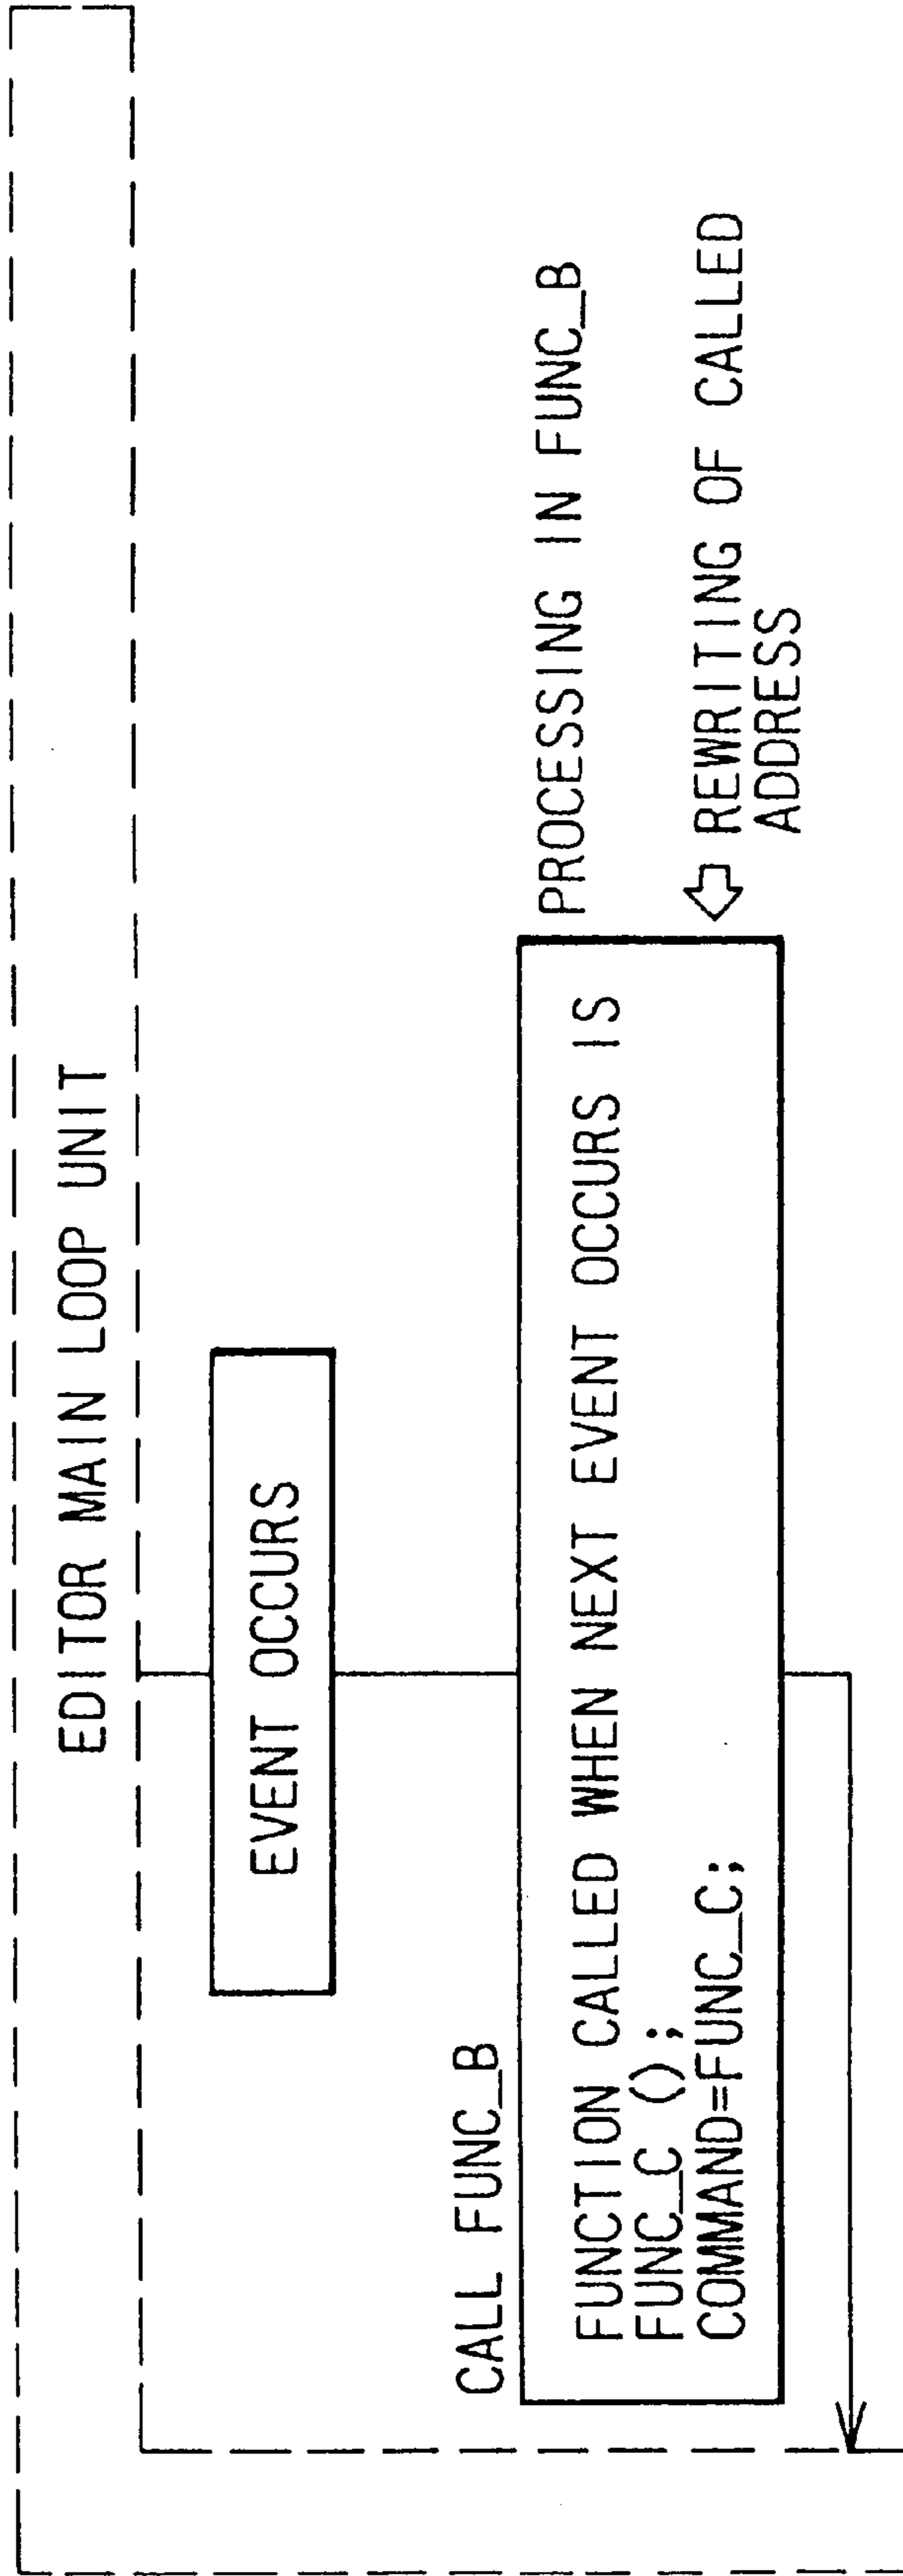 EDITOR MAIN LOOP UNIT
EVENT OCCURS
CALL FUNC_B
PROCESSING IN FUNC_B
FUNCTION CALLED WHEN NEXT EVENT OCCURS IS
FUNC_C ();
COMMAND=FUNC_C;
REWRITING OF CALLED
ADDRESS